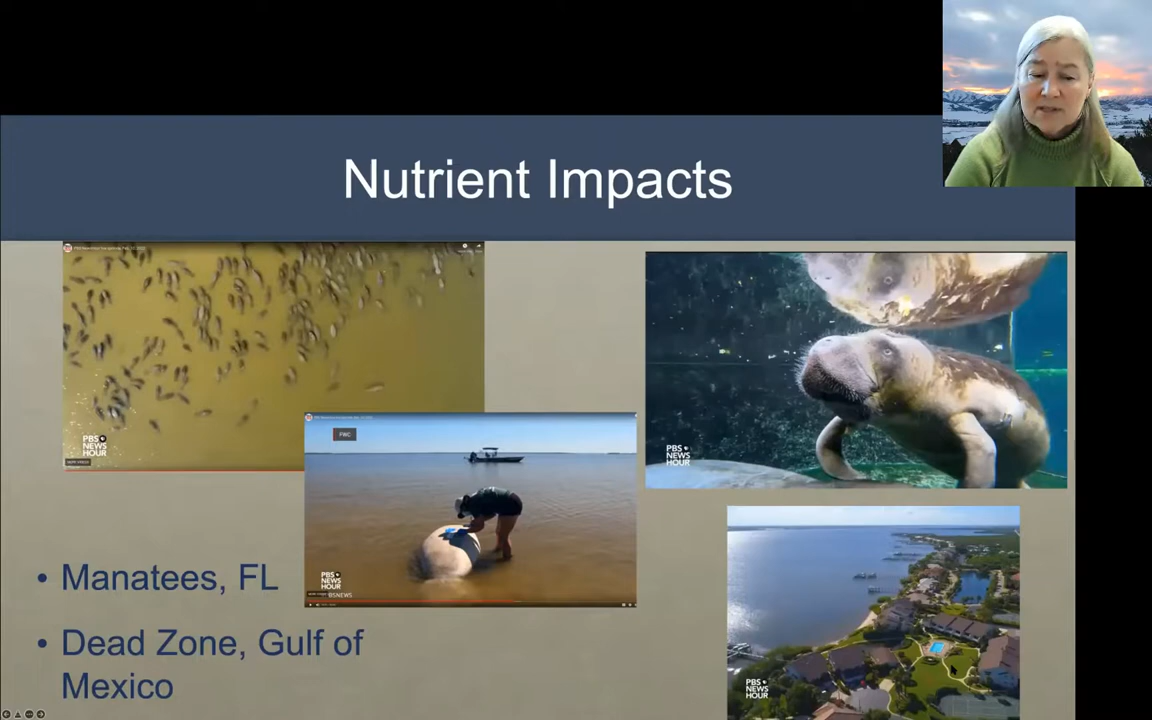 Nutrient Impacts
PBS
NEWS
HOUR
FWC
PBS
NEWS
HOUR
PBS
NEWS
HOUR
• Manatees, FL
• Dead Zone, Gulf of
Mexico
PBS
NEWS
HOUR